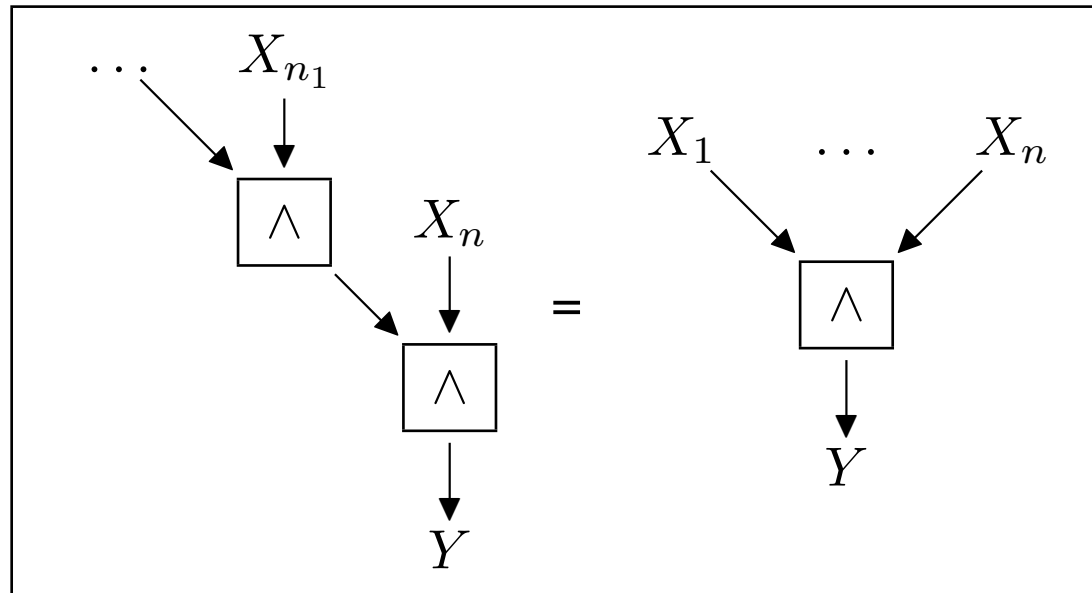 … X_{n_1}
X_1 … X_n
∧ X_n
= ∧
∧
Y
Y